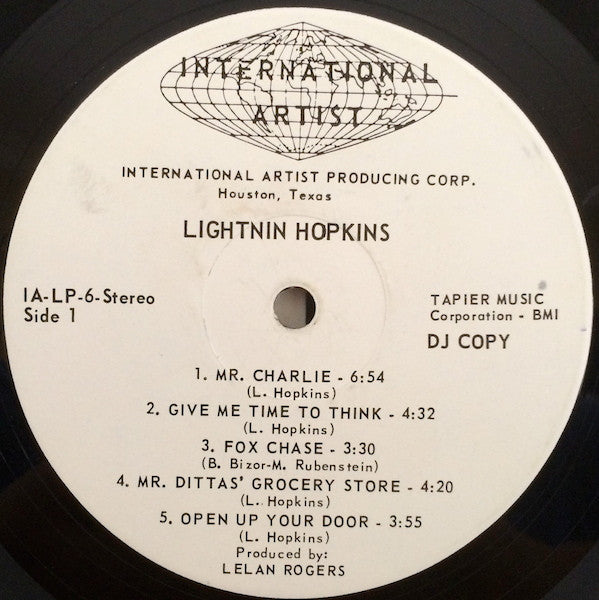 INTERNATIONAL
ARTIST
INTERNATIONAL ARTIST PRODUCING CORP.
Houston, Texas
LIGHTNIN HOPKINS
IA-LP-6-Stereo
Side 1
TAPIER MUSIC
Corporation - BMI
DJ COPY
1. MR. CHARLIE - 6:54
(L. Hopkins)
2. GIVE ME TIME TO THINK - 4:32
(L. Hopkins)
3. FOX CHASE - 3:30
(B. Bizor-M. Rubenstein)
4. MR. DITTAS' GROCERY STORE - 4:20
(L. Hopkins)
5. OPEN UP YOUR DOOR - 3:55
(L. Hopkins)
Produced by:
LELAN ROGERS